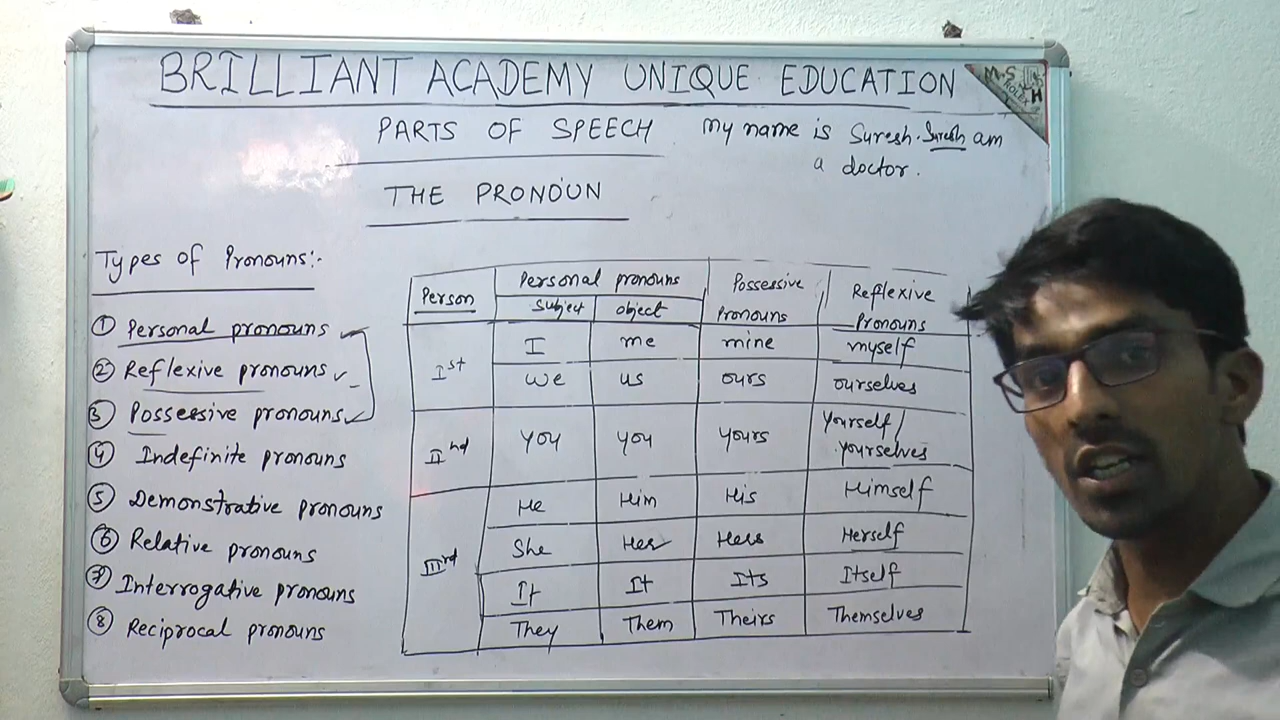 BRILLIANT ACADEMY UNIQUE EDUCATION
PARTS OF SPEECH
My name is Suresh. Suresh am
a doctor.
THE PRONOUN
Types of Pronouns:-
① Personal pronouns
② Reflexive pronouns
③ Possessive pronouns
④ Indefinite pronouns
⑤ Demonstrative pronouns
⑥ Relative pronouns
⑦ Interrogative pronouns
⑧ Reciprocal pronouns
Person Personal pronouns Possessive Pronouns Reflexive Pronouns
Subject object
Ist I me mine myself
we us ours ourselves
IInd you you yours yourself / yourselves
IIIrd He Him His Himself
She Her Hers Herself
It It Its Itself
They Them Theirs Themselves